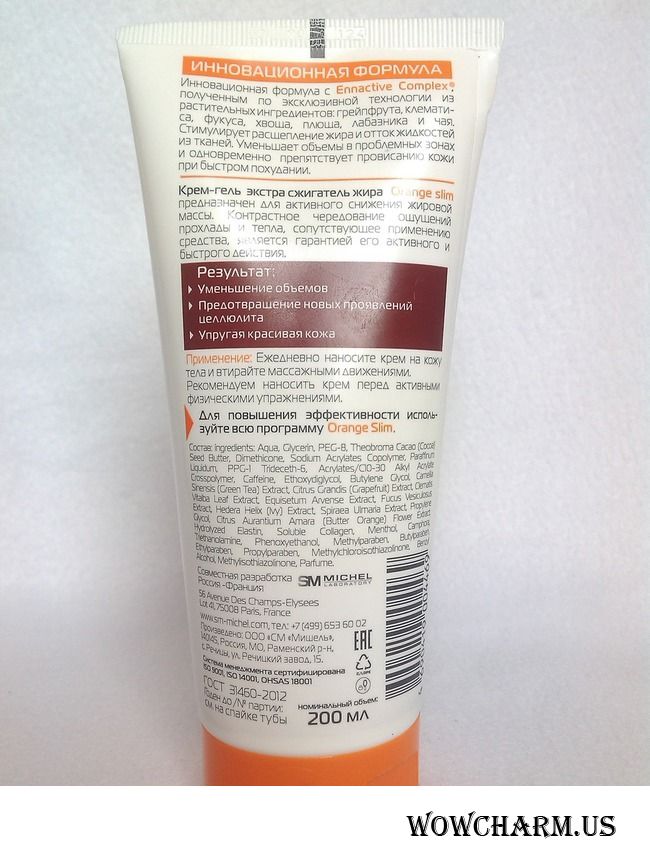 ИННОВАЦИОННАЯ ФОРМУЛА
Инновационная формула с Ennactive Complex®,
полученным по эксклюзивной технологии из
растительных ингредиентов: грейпфрута, клемати-
са, фукуса, хвоща, плюща, лабазника и чая.
Стимулирует расщепление жира и отток жидкостей
из тканей. Уменьшает объемы в проблемных зонах
и одновременно препятствует провисанию кожи
при быстром похудании.
Крем-гель экстра сжигатель жира Orange slim
предназначен для активного снижения жировой
массы. Контрастное чередование ощущений
прохлады и тепла, сопутствующее применению
средства, является гарантией его активного и
быстрого действия.
Результат:
Уменьшение объемов
Предотвращение новых проявлений
целлюлита
Упругая красивая кожа
Применение: Ежедневно наносите крем на кожу
тела и втирайте массажными движениями.
Рекомендуем наносить крем перед активными
физическими упражнениями.
Для повышения эффективности исполь-
зуйте всю программу Orange Slim.
Состав: Ingredients: Aqua, Glycerin, PEG-8, Theobroma Cacao (Cocoa)
Seed Butter, Dimethicone, Sodium Acrylates Copolymer, Paraffinum
Liquidum, PPG-1 Trideceth-6, Acrylates/C10-30 Alkyl Acrylate
Crosspolymer, Caffeine, Ethoxydiglycol, Butylene Glycol, Camellia
Sinensis (Green Tea) Extract, Citrus Grandis (Grapefruit) Extract, Clematis
Vitalba Leaf Extract, Equisetum Arvense Extract, Fucus Vesiculosus
Extract, Hedera Helix (Ivy) Extract, Spiraea Ulmaria Extract, Propylene
Glycol, Citrus Aurantium Amara (Butter Orange) Flower Extract,
Hydrolyzed Elastin, Soluble Collagen, Menthol, Camphora,
Triethanolamine, Phenoxyethanol, Methylparaben, Butylparaben,
Ethylparaben, Propylparaben, Methylchloroisothiazolinone, Benzyl
Alcohol, Methylisothiazolinone, Parfume.
Совместная разработка
Россия -Франция
SM MICHEL
LABORATORY
56 Avenue Des Champs-Elysees
Lot 41, 75008 Paris, France
www.sm-michel.com, тел.: +7 (499) 653 60 02
Произведено: ООО «СМ «Мишель»,
140145, Россия, МО, Раменский р-н,
с. Речицы, ул. Речицкий завод, 15.
EAC
Система менеджмента сертифицирована
ISO 9001, ISO 14001, OHSAS 18001
ГОСТ 31460-2012
Годен до /№ партии:
см. на спайке тубы
номинальный объем:
200 мл
WOWCHARM.US